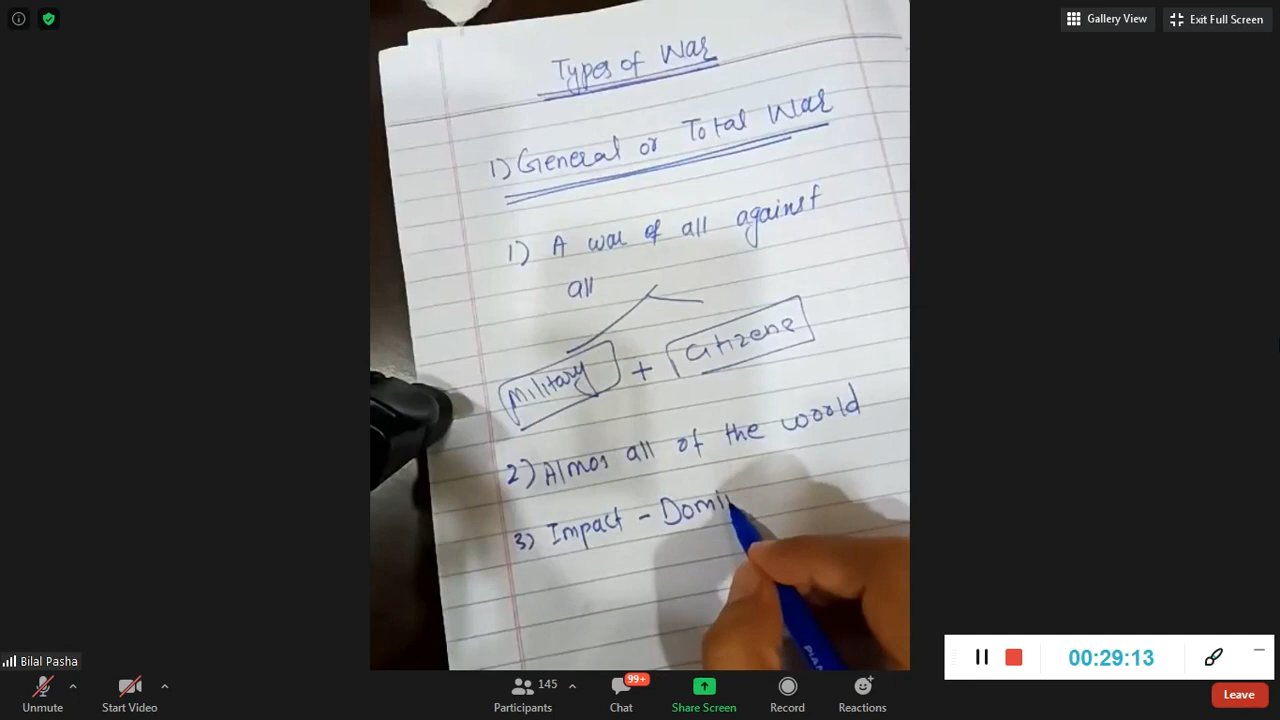 Gallery View
Exit Full Screen
Types of War
1) General or Total War
1) A war of all against
all
Military + Citizens
2) Almos all of the world
3) Impact - Domi
PIA
Bilal Pasha
00:29:13
Unmute
Start Video
145
Participants
99+
Chat
Share Screen
Record
Reactions
Leave